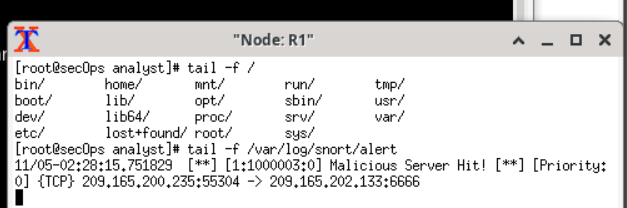 "Node: R1"
[root@secOps analyst]# tail -f /
bin/ home/ mnt/ run/ tmp/
boot/ lib/ opt/ sbin/ usr/
dev/ lib64/ proc/ srv/ var/
etc/ lost+found/ root/ sys/
[root@secOps analyst]# tail -f /var/log/snort/alert
11/05-02:28:15.751829 [**] [1:1000003:0] Malicious Server Hit! [**] [Priority:
0] {TCP} 209.165.200.235:55304 -> 209.165.202.133:6666